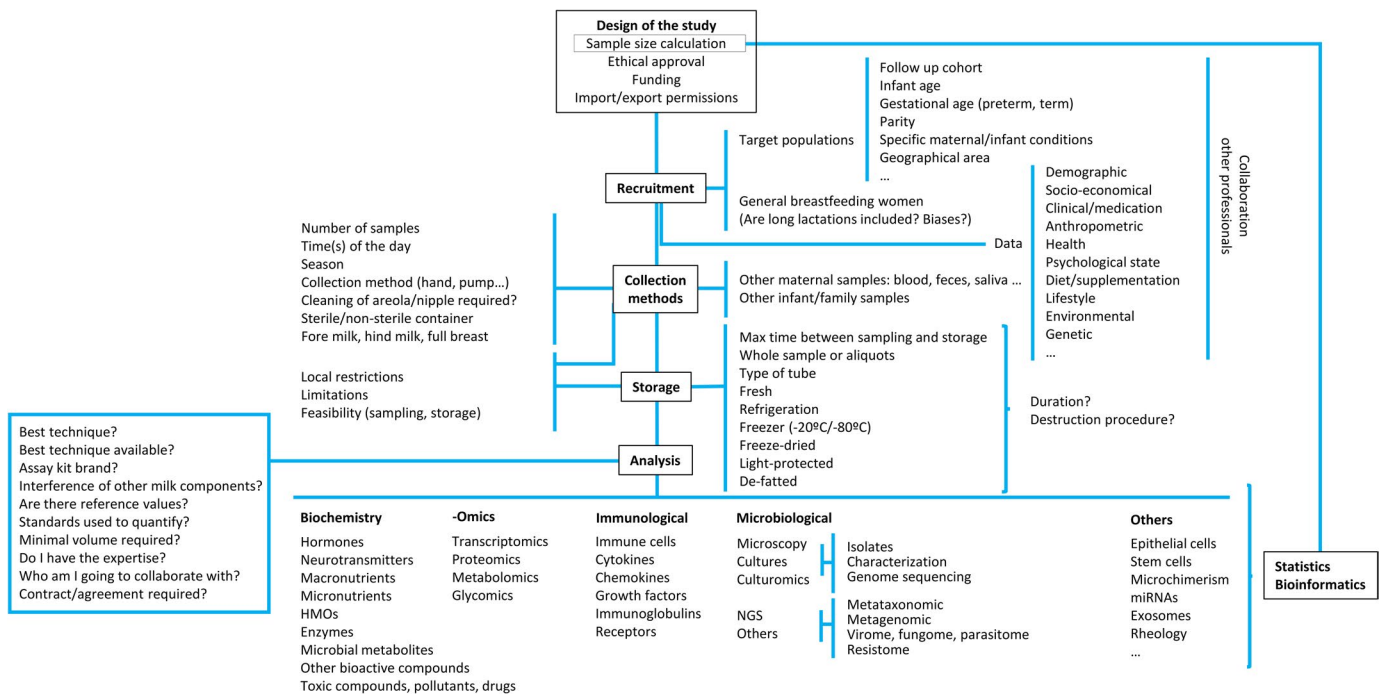 Design of the study
Sample size calculation
Ethical approval
Funding
Import/export permissions
Recruitment
Target populations
Follow up cohort
Infant age
Gestational age (preterm, term)
Parity
Specific maternal/infant conditions
Geographical area
...
General breastfeeding women
(Are long lactations included? Biases?)
Data
Demographic
Socio-economical
Clinical/medication
Anthropometric
Health
Psychological state
Diet/supplementation
Lifestyle
Environmental
Genetic
...
Collaboration
other professionals
Collection
methods
Number of samples
Time(s) of the day
Season
Collection method (hand, pump...)
Cleaning of areola/nipple required?
Sterile/non-sterile container
Fore milk, hind milk, full breast
Other maternal samples: blood, feces, saliva ...
Other infant/family samples
Local restrictions
Limitations
Feasibility (sampling, storage)
Storage
Max time between sampling and storage
Whole sample or aliquots
Type of tube
Fresh
Refrigeration
Freezer (-20ºC/-80ºC)
Freeze-dried
Light-protected
De-fatted
Duration?
Destruction procedure?
Analysis
Best technique?
Best technique available?
Assay kit brand?
Interference of other milk components?
Are there reference values?
Standards used to quantify?
Minimal volume required?
Do I have the expertise?
Who am I going to collaborate with?
Contract/agreement required?
Biochemistry
Hormones
Neurotransmitters
Macronutrients
Micronutrients
HMOs
Enzymes
Microbial metabolites
Other bioactive compounds
Toxic compounds, pollutants, drugs
-Omics
Transcriptomics
Proteomics
Metabolomics
Glycomics
Immunological
Immune cells
Cytokines
Chemokines
Growth factors
Immunoglobulins
Receptors
Microbiological
Microscopy
Cultures
Culturomics
Isolates
Characterization
Genome sequencing
NGS
Others
Metataxonomic
Metagenomic
Virome, fungome, parasitome
Resistome
Others
Epithelial cells
Stem cells
Microchimerism
miRNAs
Exosomes
Rheology
...
Statistics
Bioinformatics